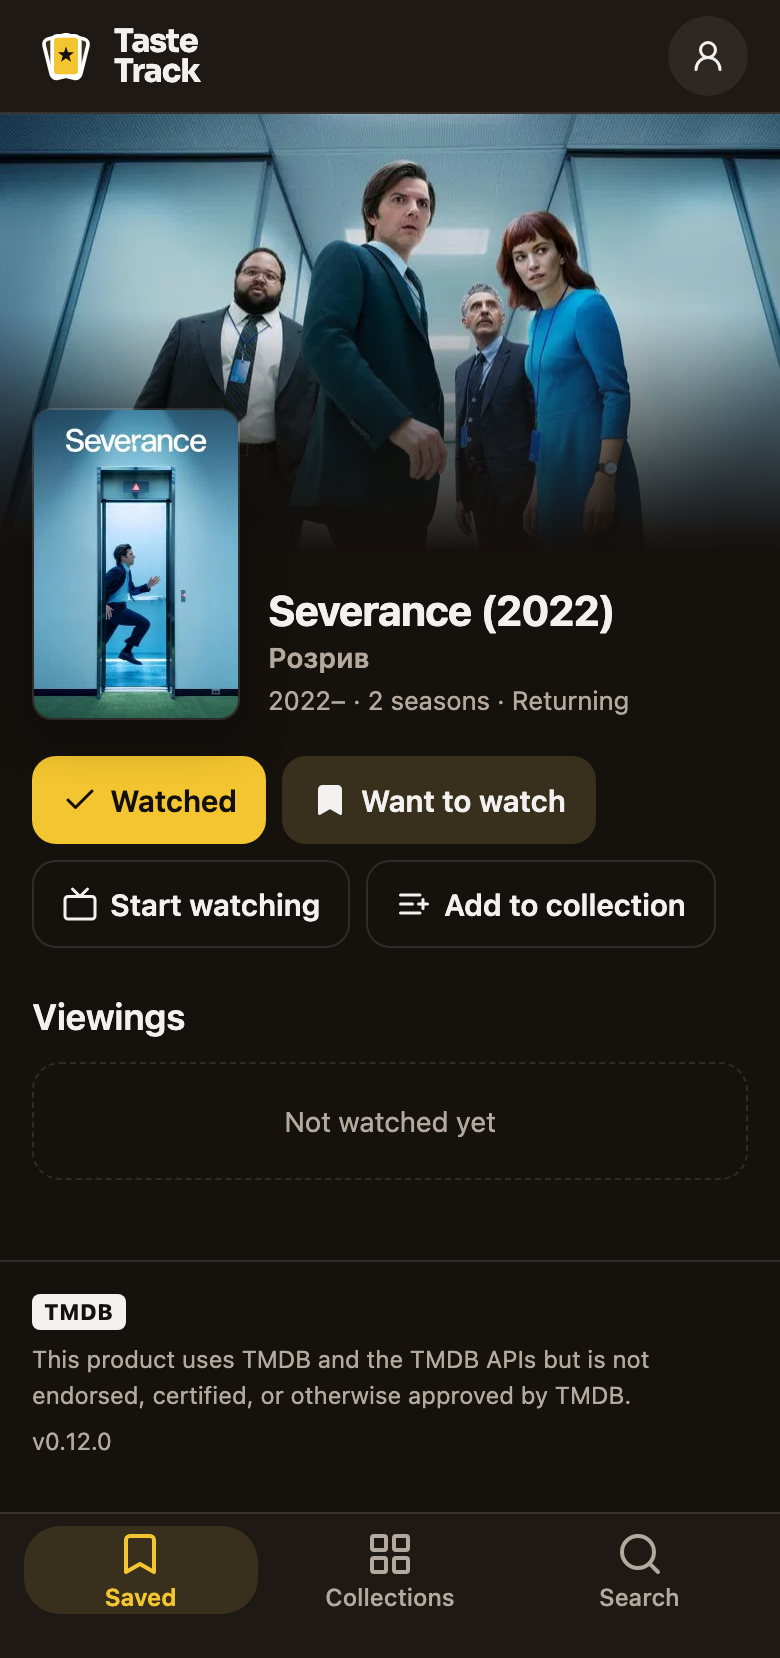 Taste
Track
Severance
Severance (2022)
Розрив
2022– · 2 seasons · Returning
Watched
Want to watch
Start watching
Add to collection
Viewings
Not watched yet
TMDB
This product uses TMDB and the TMDB APIs but is not
endorsed, certified, or otherwise approved by TMDB.
v0.12.0
Saved
Collections
Search